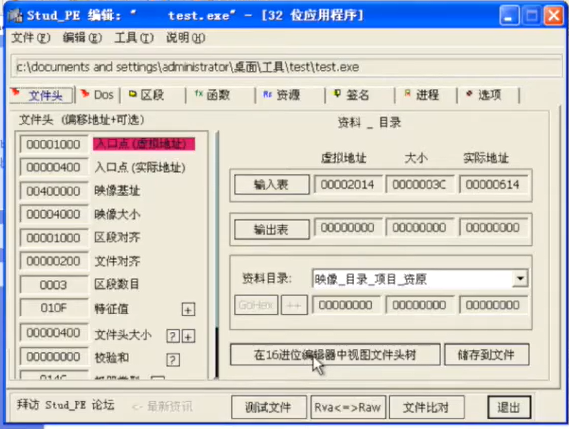 Stud_PE 编辑: " test.exe" - [32 位应用程序]
文件(F) 编辑(E) 工具(T) 说明(H)
c:\documents and settings\administrator\桌面\工具\test\test.exe
文件头 Dos 区段 函数 资源 签名 进程 选项
文件头 (偏移地址+可选)
00001000 入口点(虚拟地址)
00000400 入口点(实际地址)
00400000 映像基址
00004000 映像大小
00001000 区段对齐
00000200 文件对齐
0003 区段数目
010F 特征值 +
00000400 文件头大小 ? +
00000000 校验和 ?
资料 _ 目录
虚拟地址 大小 实际地址
输入表 00002014 0000003C 00000614
输出表 00000000 00000000 00000000
资料目录: 映像_目录_项目_资原
GoHex ++ 00000000 00000000 00000000
在16进位编辑器中视图文件头树 储存到文件
拜访 Stud_PE 论坛 <- 最新资讯 测试文件 Rva<=>Raw 文件比对 退出